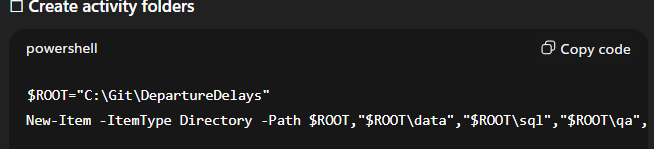 Create activity folders
powershell
Copy code
$ROOT="C:\Git\DepartureDelays"
New-Item -ItemType Directory -Path $ROOT,"$ROOT\data","$ROOT\sql","$ROOT\qa",